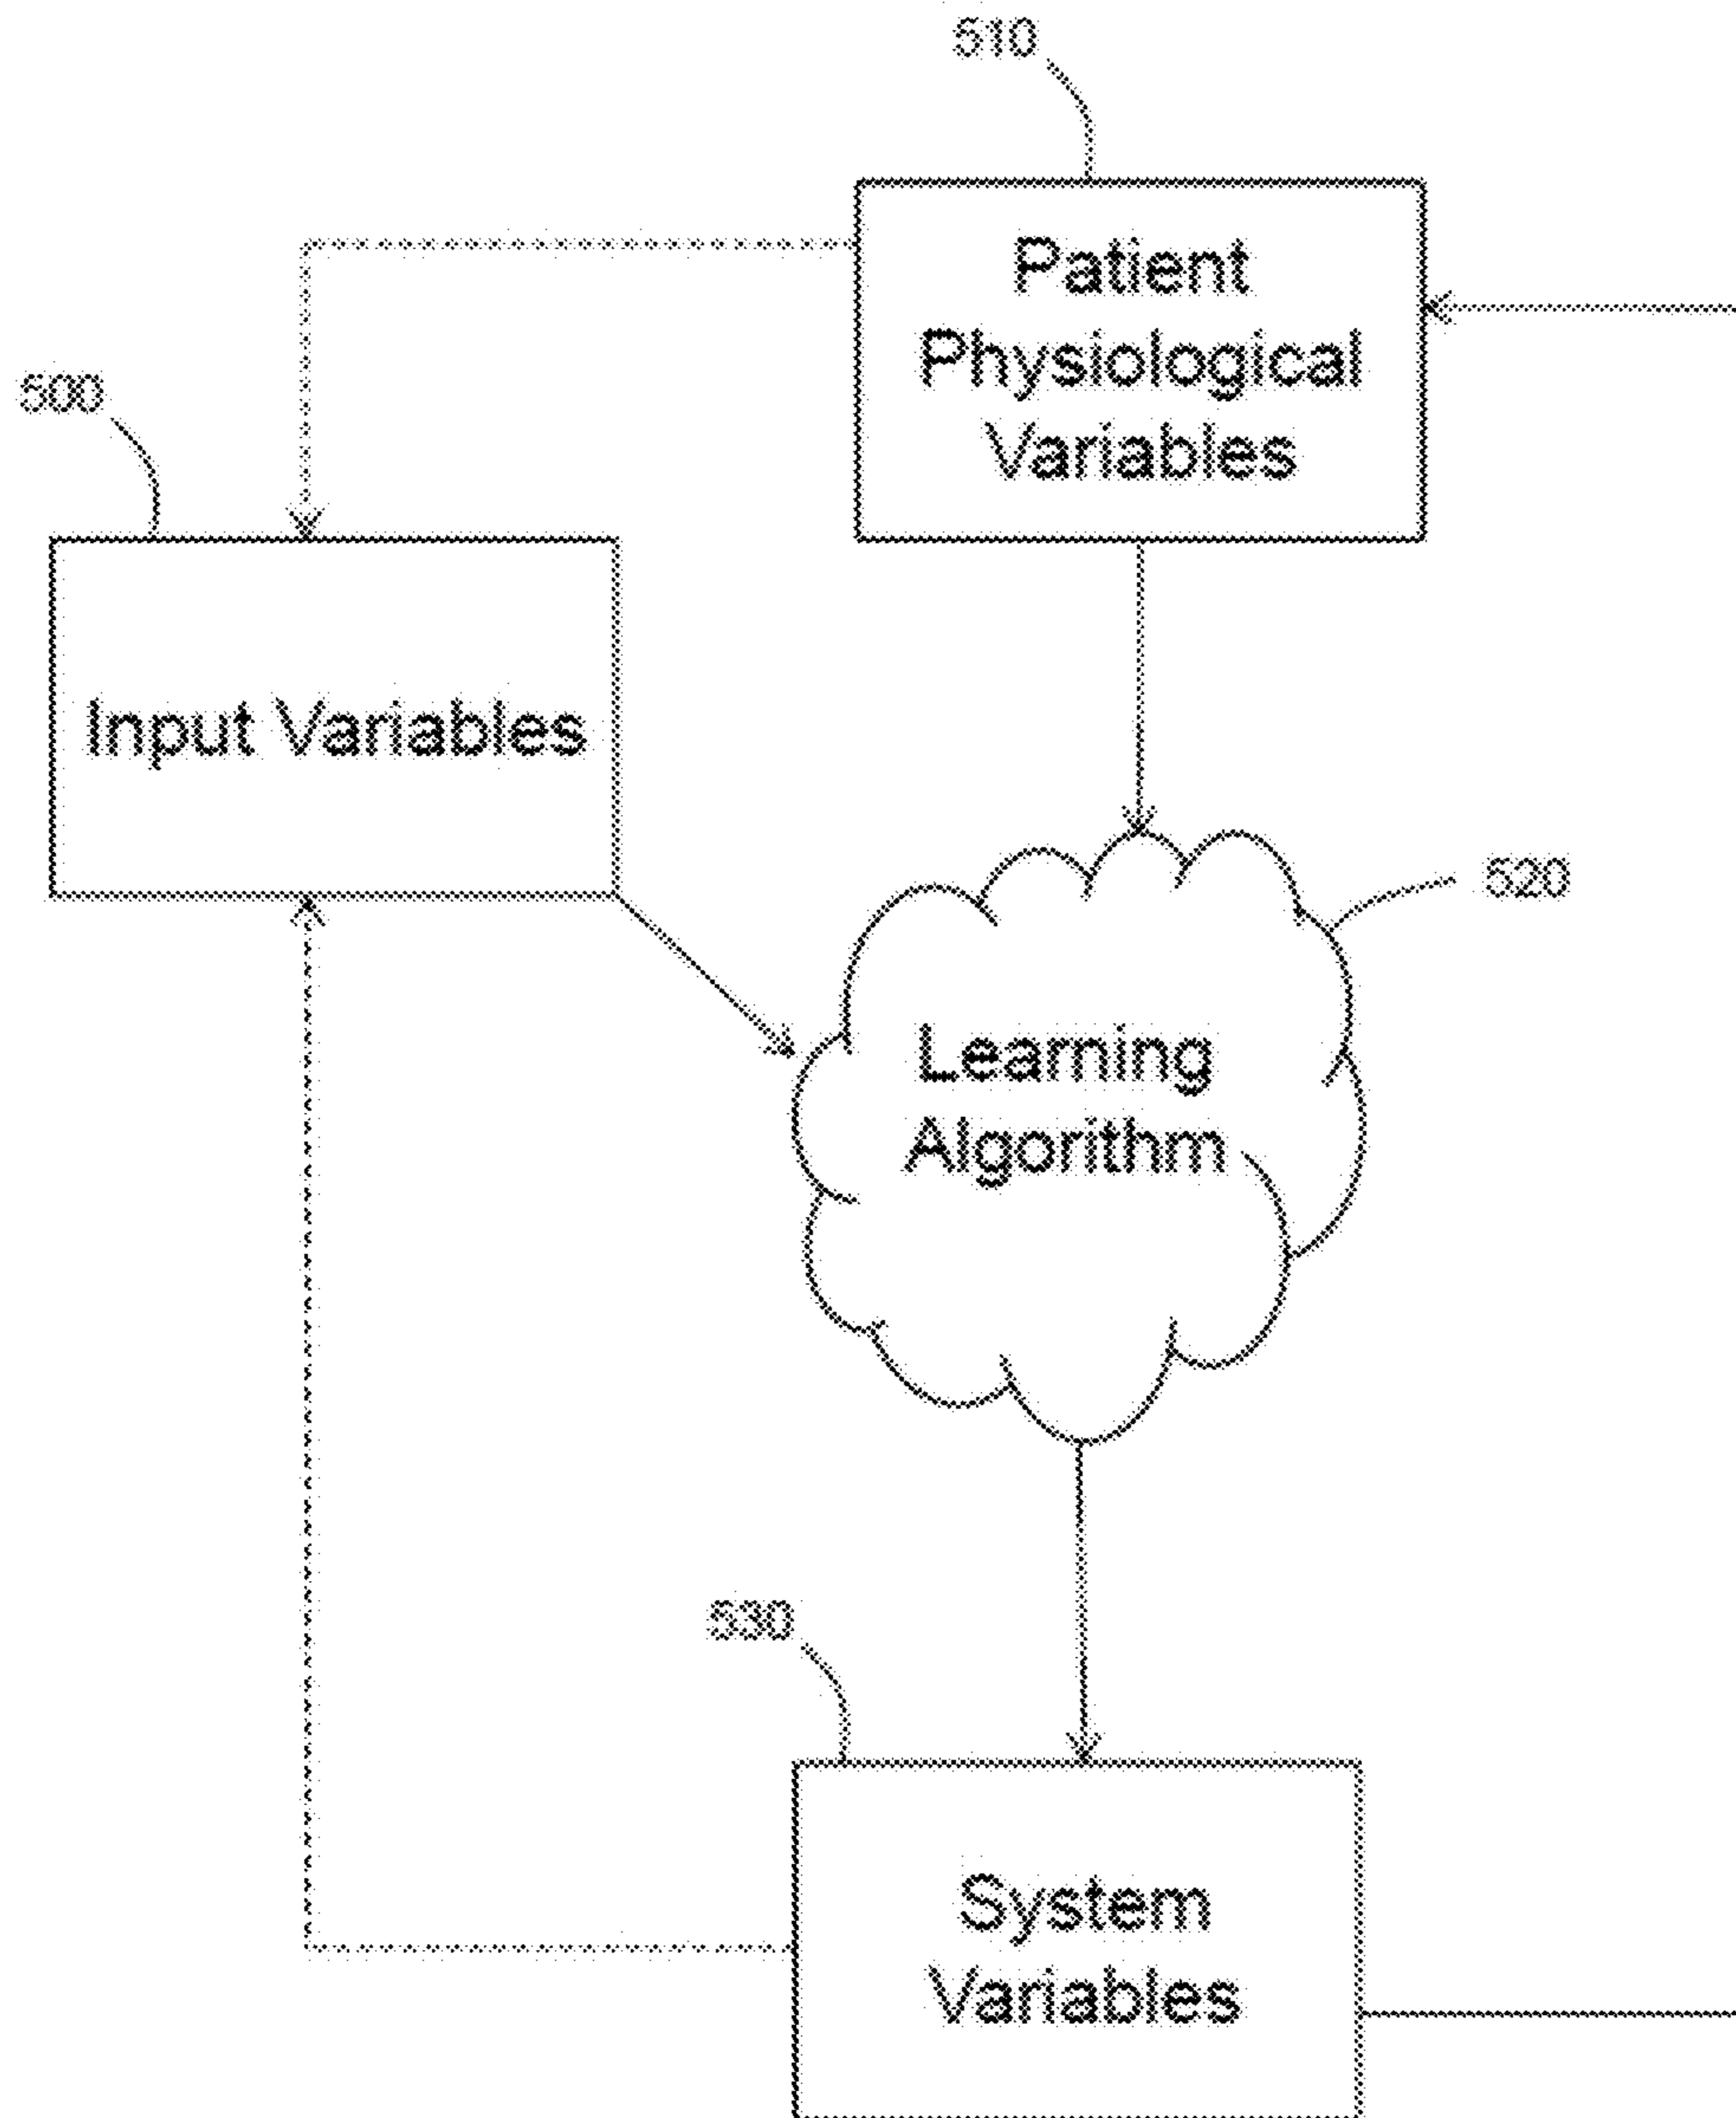 510
Patient
Physiological
Variables
500
Input Variables
520
Learning
Algorithm
530
System
Variables